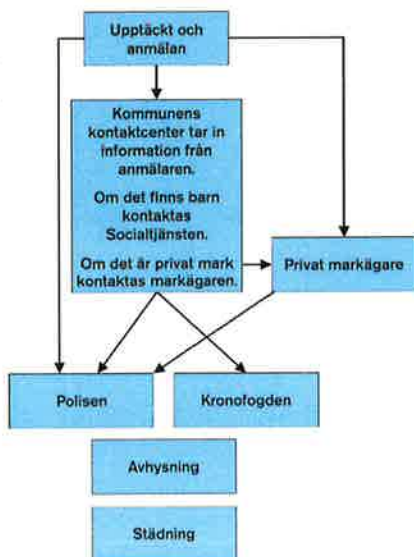 Upptäckt och
anmälan
Kommunens
kontaktcenter tar in
information från
anmälaren.
Om det finns barn
kontaktas
Socialtjänsten.
Om det är privat mark
kontaktas markägaren.
Privat markägare
Polisen
Kronofogden
Avhysning
Städning